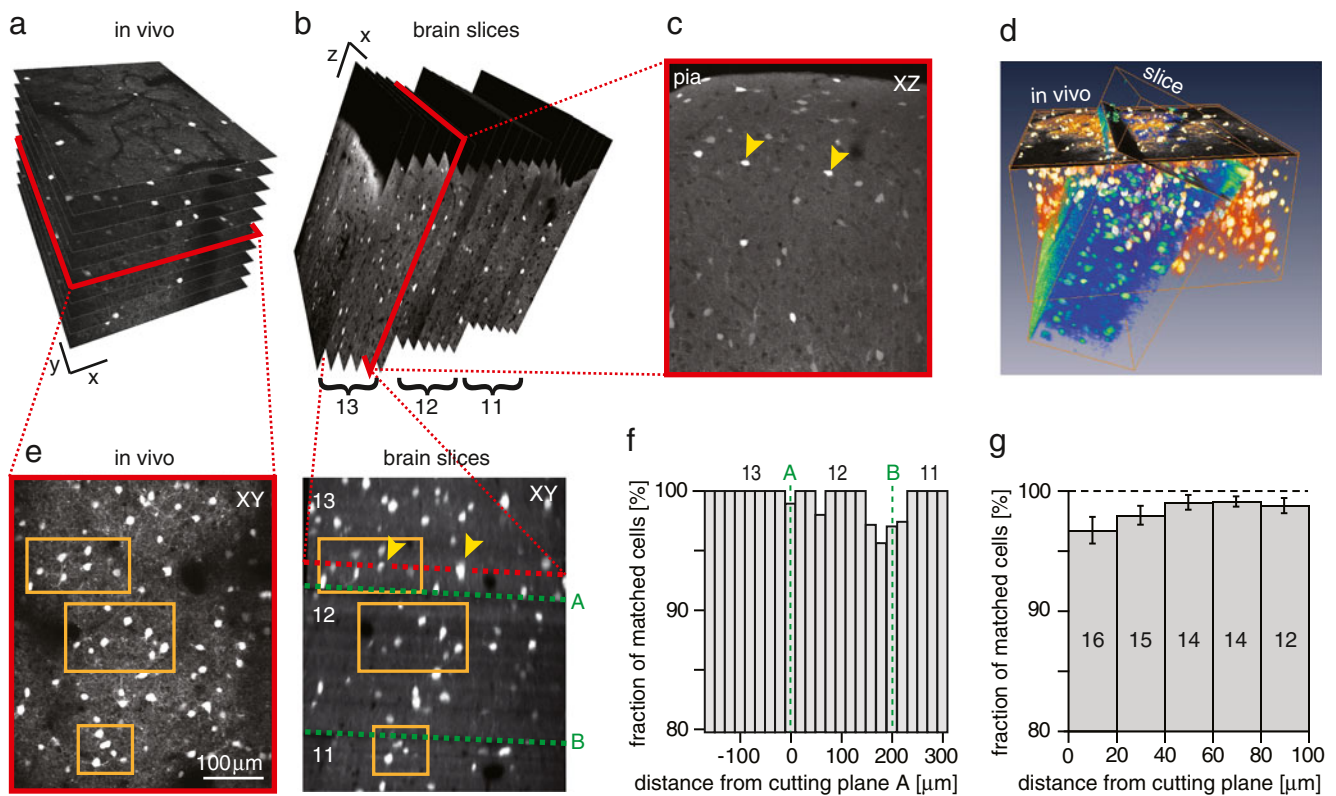 a
in vivo
y
x
b
brain slices
z
x
13
12
11
c
pia
XZ
d
in vivo
slice
e
in vivo
XY
100 µm
brain slices
XY
13
12
11
A
B
f
13
A
12
B
11
100
90
80
fraction of matched cells [%]
-100
0
100
200
300
distance from cutting plane A [µm]
g
100
90
80
fraction of matched cells [%]
16
15
14
14
12
0
20
40
60
80
100
distance from cutting plane [µm]